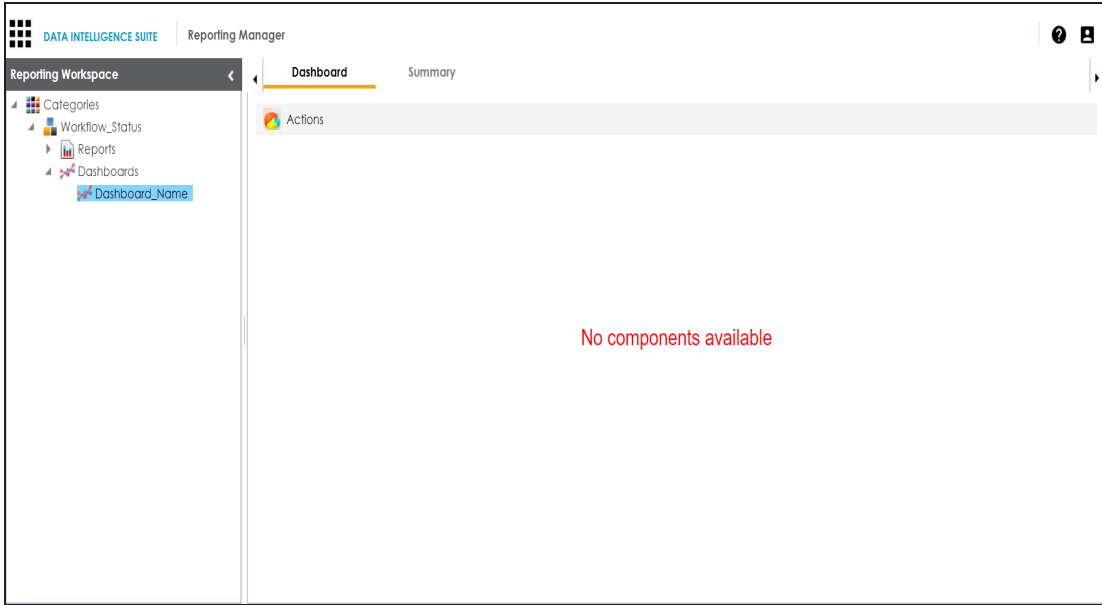 DATA INTELLIGENCE SUITE Reporting Manager
Reporting Workspace
Dashboard Summary
Categories
Workflow_Status
Reports
Dashboards
Dashboard_Name
Actions
No components available